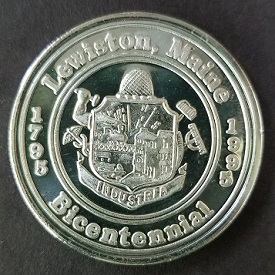 Lewiston, Maine
1795
1995
INDUSTRIA
Bicentennial